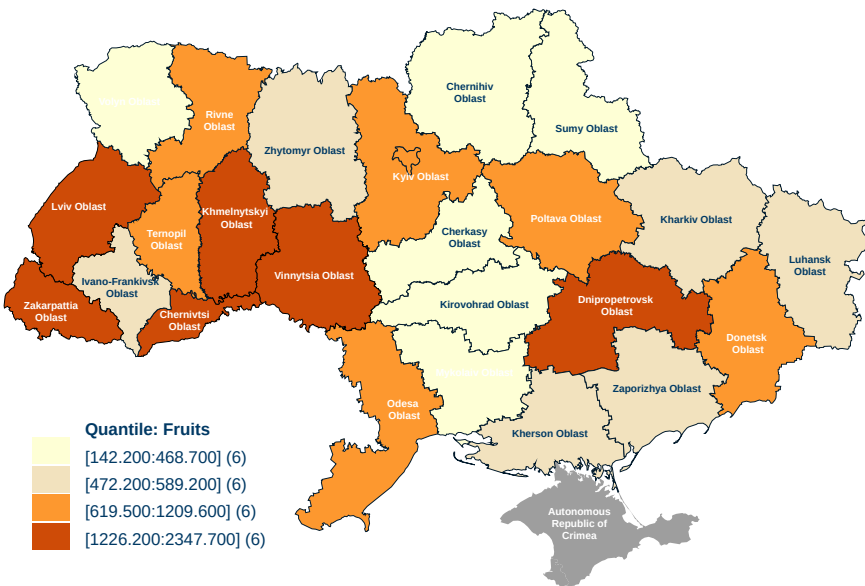 Chernihiv
Oblast
Rivne
Oblast
Sumy Oblast
Zhytomyr Oblast
Kyiv Oblast
Lviv Oblast
Khmelnytskyi
Oblast
Poltava Oblast
Kharkiv Oblast
Ternopil
Oblast
Cherkasy
Oblast
Luhansk
Oblast
Ivano-Frankivsk
Oblast
Vinnytsia Oblast
Zakarpattia
Oblast
Chernivtsi
Oblast
Kirovohrad Oblast
Dnipropetrovsk
Oblast
Donetsk
Oblast
Zaporizhya Oblast
Odesa
Oblast
Kherson Oblast
Quantile: Fruits
[142.200:468.700] (6)
[472.200:589.200] (6)
[619.500:1209.600] (6)
[1226.200:2347.700] (6)
Autonomous
Republic of
Crimea